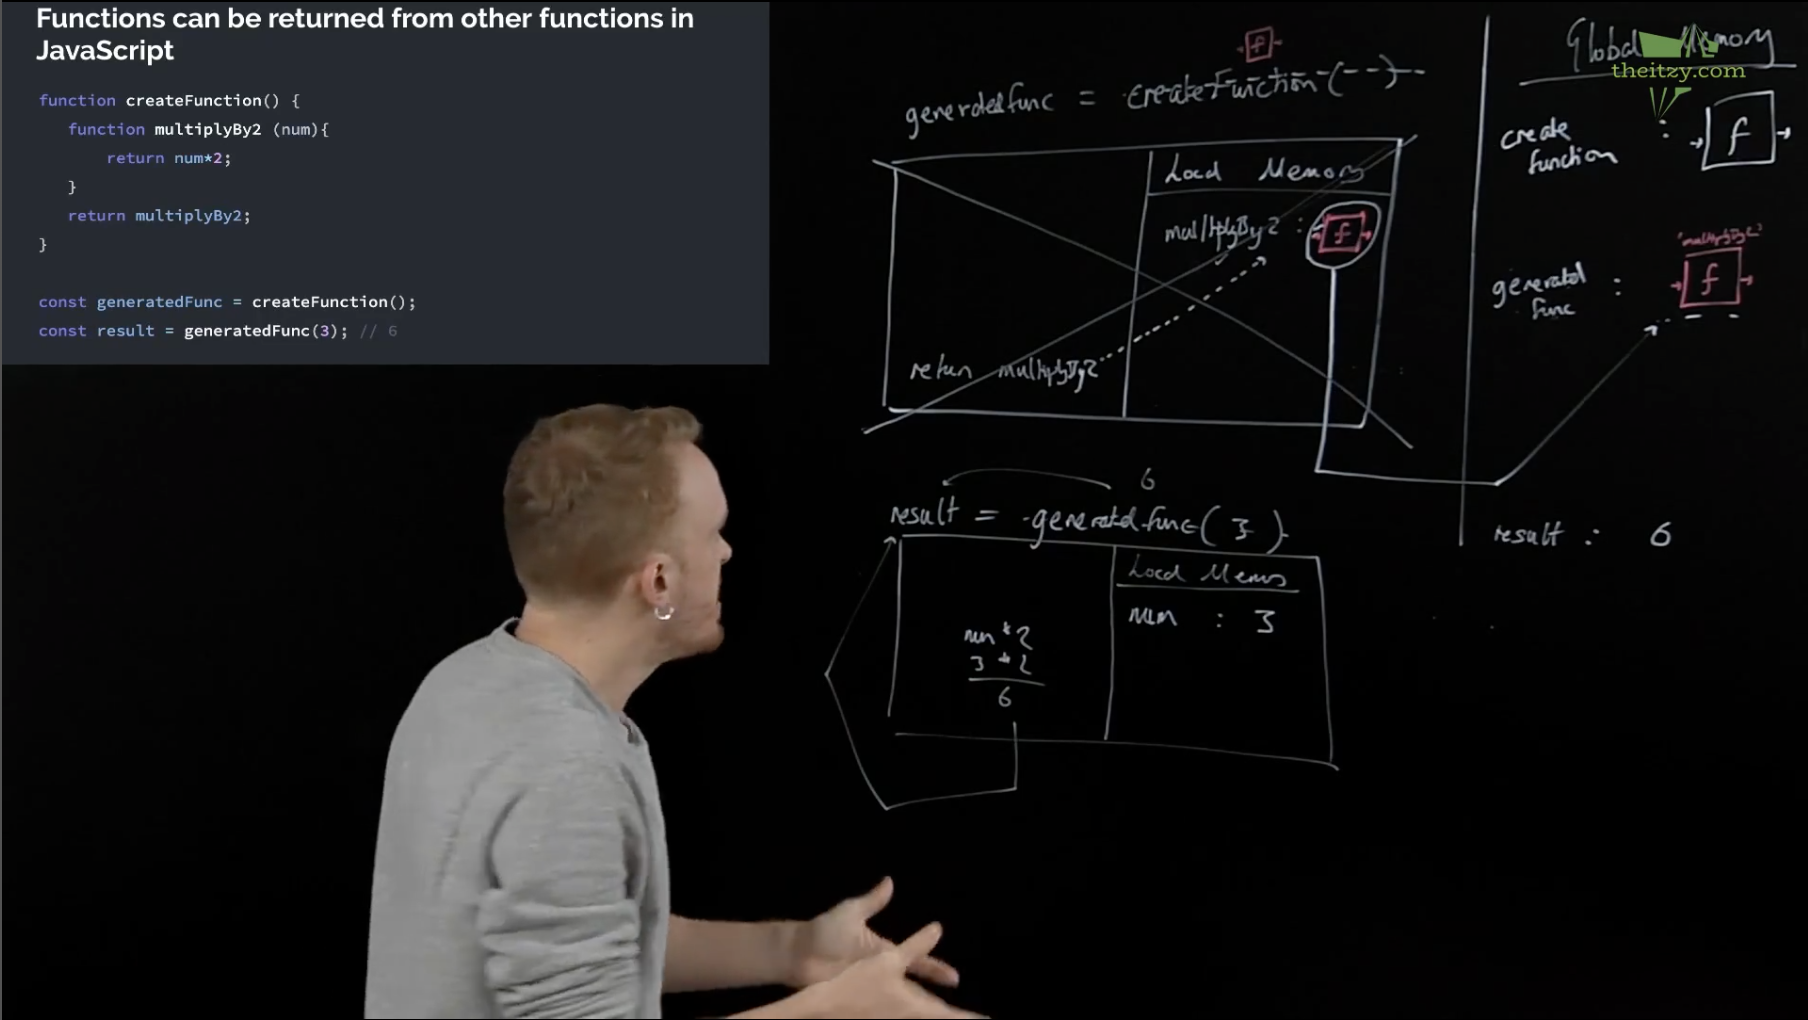 Functions can be returned from other functions in
JavaScript
function createFunction() {
function multiplyBy2 (num){
return num*2;
}
return multiplyBy2;
}
const generatedFunc = createFunction();
const result = generatedFunc(3); // 6
f
generatedfunc = createFunction(--)--
Local Memory
multiplyBy2 : f
return multiplyBy2
6
result = generatedfunc(3)
Local Memory
num : 3
num*2
3*2
6
Global Memory
theitzy.com
create
function : f
"multiplyBy2"
generated
func : f
result : 6